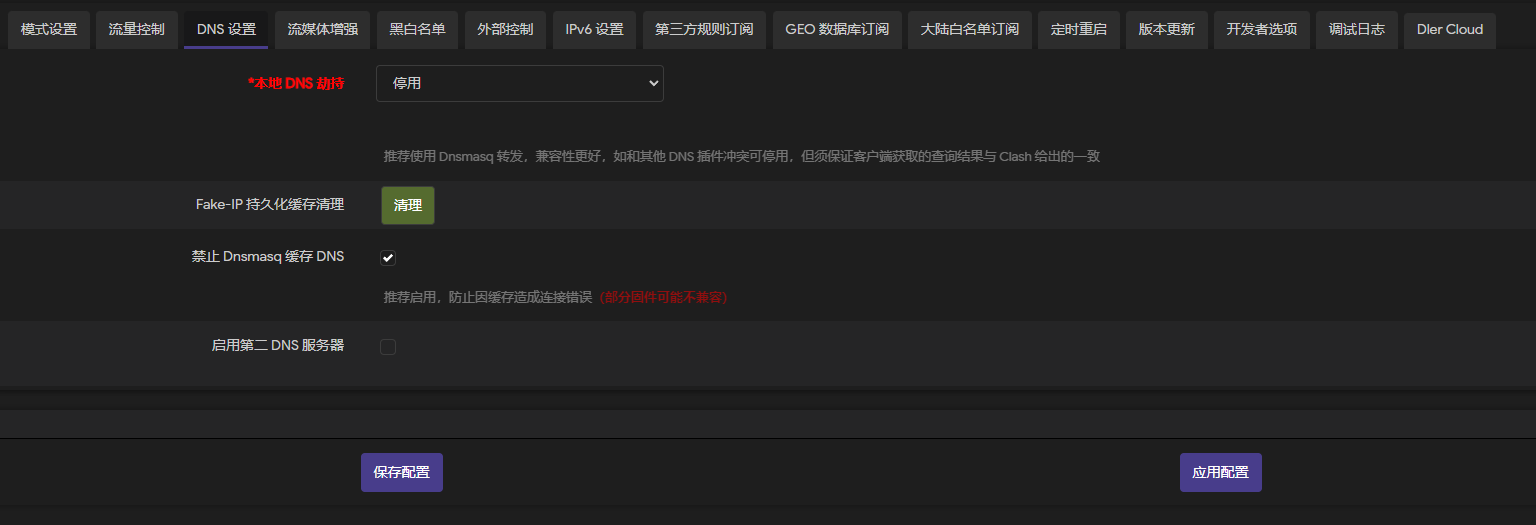 模式设置 流量控制 DNS 设置 流媒体增强 黑白名单 外部控制 IPv6 设置 第三方规则订阅 GEO 数据库订阅 大陆白名单订阅 定时重启 版本更新 开发者选项 调试日志 Dler Cloud
*本地 DNS 劫持 停用
推荐使用 Dnsmasq 转发，兼容性更好，如和其他 DNS 插件冲突可停用，但须保证客户端获取的查询结果与 Clash 给出的一致
Fake-IP 持久化缓存清理 清理
禁止 Dnsmasq 缓存 DNS
推荐启用，防止因缓存造成连接错误（部分固件可能不兼容）
启用第二 DNS 服务器
保存配置 应用配置